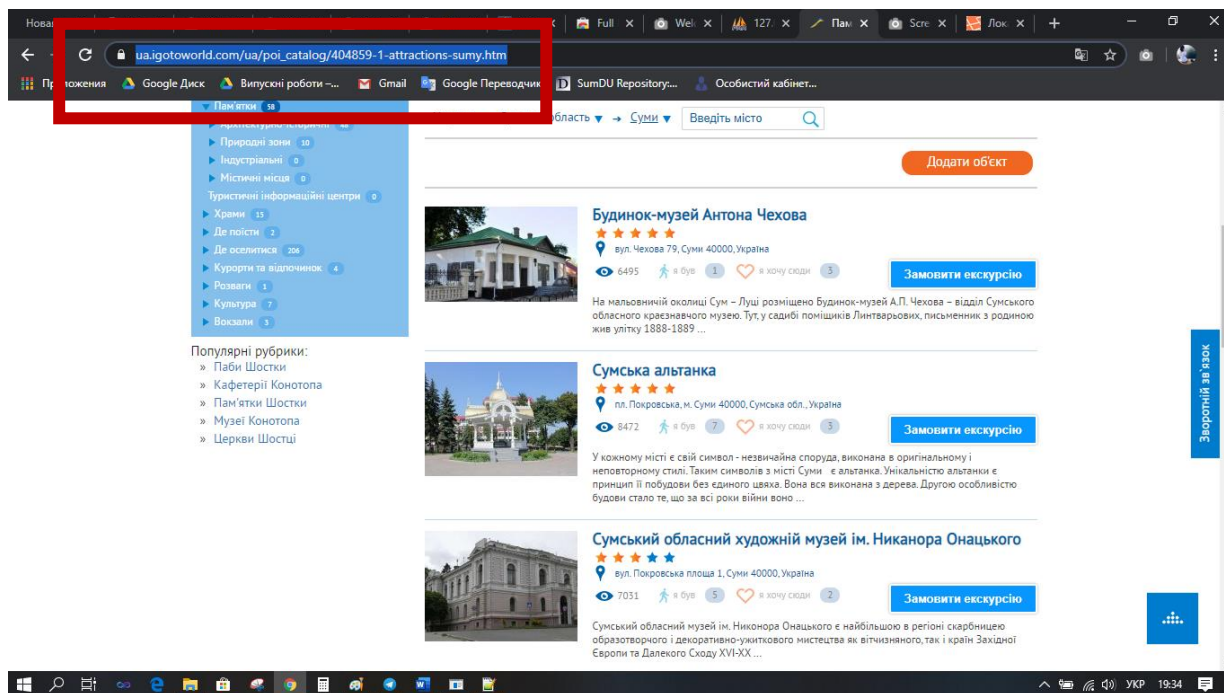 Новая
Full
Welc
127.
Пам
Scre
Лок
ua.igotoworld.com/ua/poi_catalog/404859-1-attractions-sumy.htm
Google Диск
Випускні роботи –...
Gmail
Google Переводчик
SumDU Repository:...
Особистий кабінет...
Пам'ятки 58
Природні зони 10
Індустріальні 0
Містичні місця 0
Туристичні інформаційні центри 0
Храми 15
Де поїсти 2
Де оселитися 206
Курорти та відпочинок 4
Розваги 1
Культура 7
Вокзали 3
Популярні рубрики:
» Паби Шостки
» Кафетерії Конотопа
» Пам'ятки Шостки
» Музеї Конотопа
» Церкви Шостці
область → Суми Введіть місто
Додати об'єкт
Будинок-музей Антона Чехова
вул. Чехова 79, Суми 40000, Україна
6495 я був 1 я хочу сюди 3
Замовити екскурсію
На мальовничій околиці Сум – Луці розміщено Будинок-музей А.П. Чехова – відділ Сумського
обласного краєзнавчого музею. Тут, у садибі поміщиків Линтварьових, письменник з родиною
жив улітку 1888-1889 ...
Сумська альтанка
пл. Покровська, м. Суми 40000, Сумська обл., Україна
8472 я був 7 я хочу сюди 3
Замовити екскурсію
У кожному місті є свій символ - незвичайна споруда, виконана в оригінальному і
неповторному стилі. Таким символів з місті Суми є альтанка. Унікальністю альтанки є
принцип її побудови без єдиного цвяха. Вона вся виконана з дерева. Другою особливістю
будови стало те, що за всі роки війни воно ...
Сумський обласний художній музей ім. Никанора Онацького
вул. Покровська площа 1, Суми 40000, Україна
7031 я був 5 я хочу сюди 2
Замовити екскурсію
Сумський обласний музей ім. Никонора Онацького є найбільшою в регіоні скарбницею
образотворчого і декоративно-ужиткового мистецтва як вітчизняного, так і країн Західної
Європи та Далекого Сходу XVI-XX ...
Зворотній зв'язок
УКР 19:34